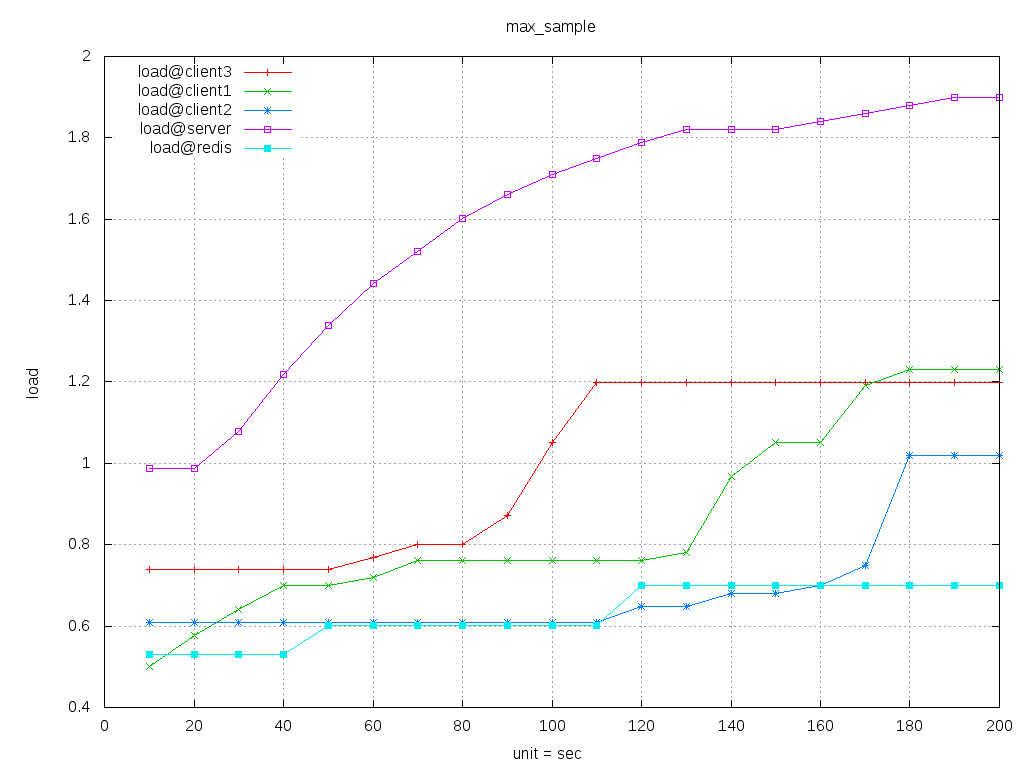 max_sample
load@client3
load@client1
load@client2
load@server
load@redis
load
2
1.8
1.6
1.4
1.2
1
0.8
0.6
0.4
0 20 40 60 80 100 120 140 160 180 200
unit = sec